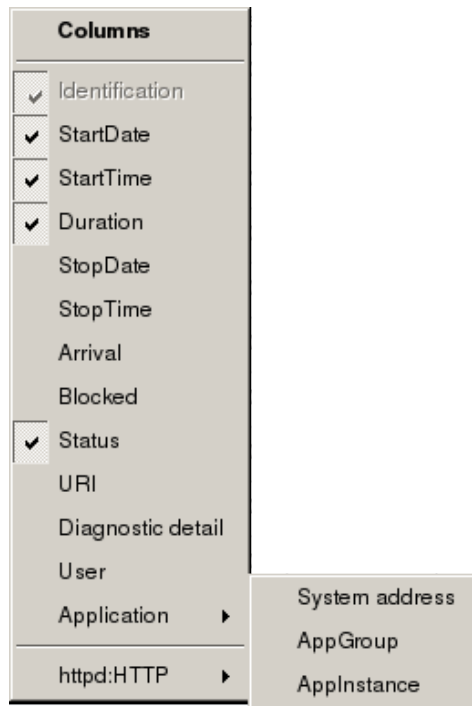 Columns
Identification
StartDate
StartTime
Duration
StopDate
StopTime
Arrival
Blocked
Status
URI
Diagnostic detail
User
Application
httpd:HTTP
System address
AppGroup
AppInstance